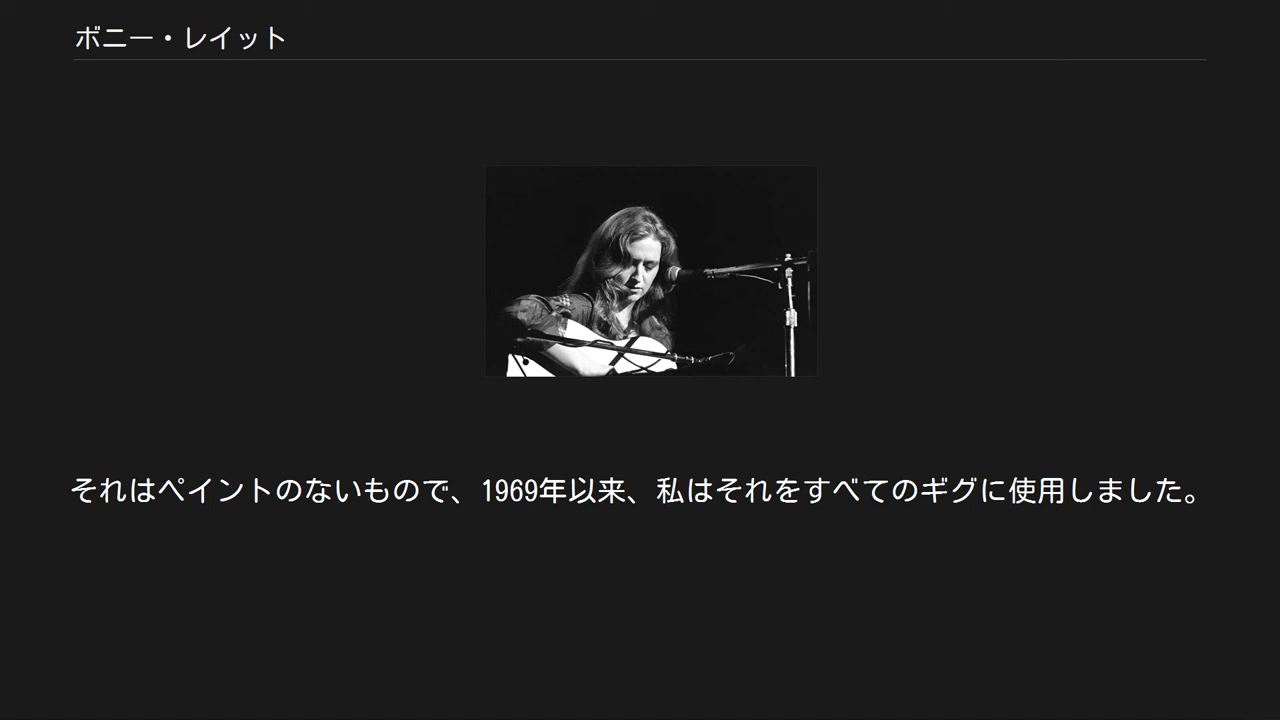 ボニー・レイット
それはペイントのないもので、1969年以来、私はそれをすべてのギグに使用しました。